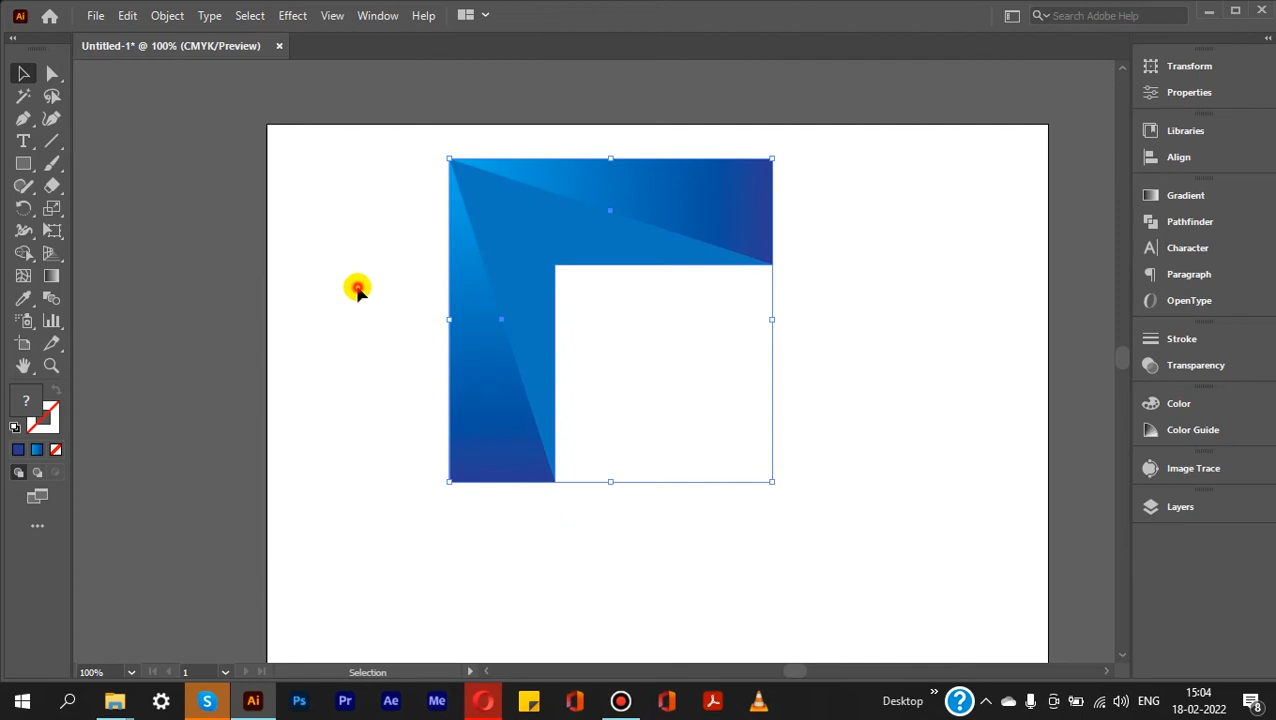 Ai File Edit Object Type Select Effect View Window Help Search Adobe Help
Untitled-1* @ 100% (CMYK/Preview) ×
Transform
Properties
Libraries
Align
Gradient
Pathfinder
Character
Paragraph
OpenType
Stroke
Transparency
Color
Color Guide
Image Trace
Layers
?
100% 1 Selection
Ai Ps Pr Ae Me Desktop ENG 15:04
18-02-2022 8